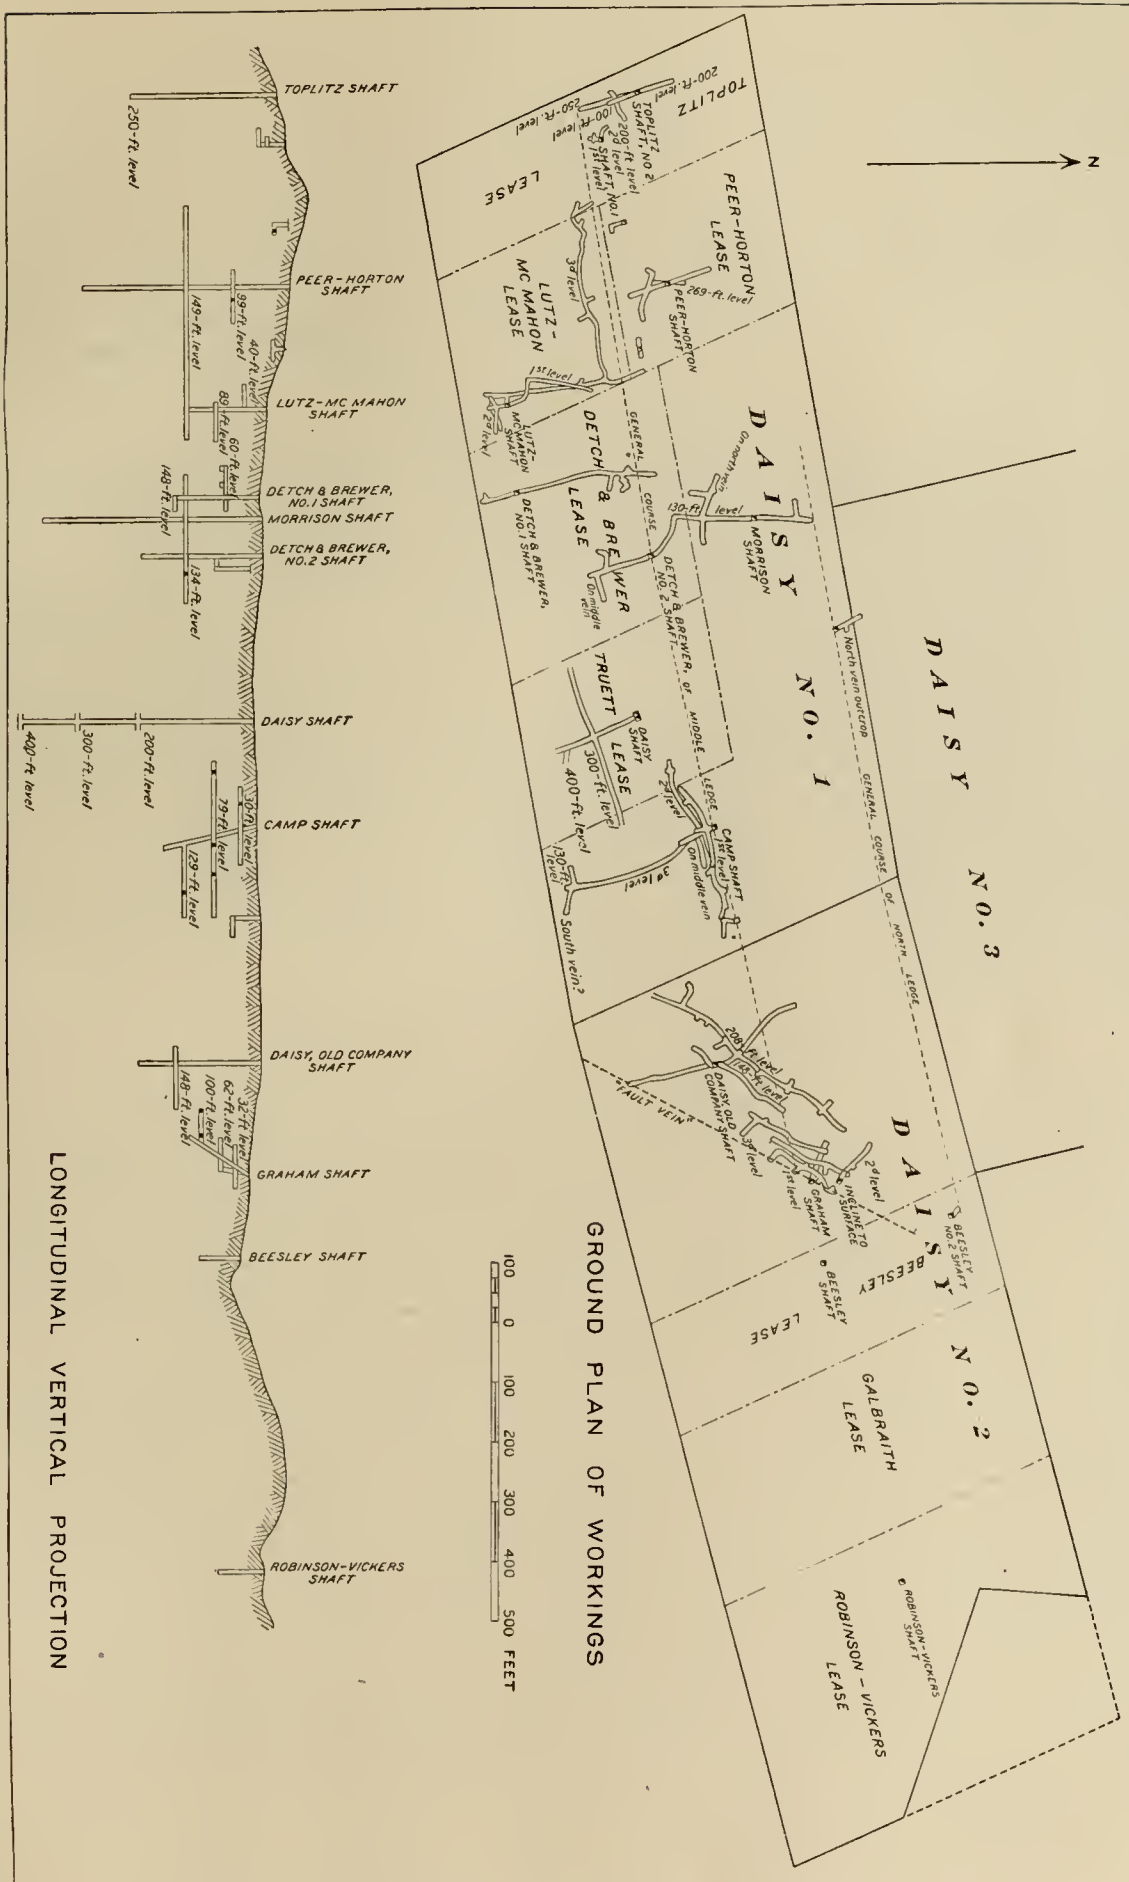 N
TOPLITZ
LEASE
200-ft. level
250-ft. level
100-ft. level
TOPLITZ
SHAFT, NO 2
200-ft level
2d level
SHAFT, NO.1
1st level
PEER-HORTON
LEASE
269-ft. level
PEER-HORTON
SHAFT
LUTZ-
MC MAHON
LEASE
3d level
1st level
LUTZ-
MC MAHON
SHAFT
2d level
DETCH & BREWER
LEASE
DETCH & BREWER,
NO. 1 SHAFT
GENERAL COURSE OF MIDDLE LEDGE
On north vein
130-ft level
MORRISON
SHAFT
DETCH & BREWER,
NO. 2 SHAFT
On middle
vein
DAISY NO. 1
DAISY NO. 3
North vein outcrop
GENERAL COURSE OF NORTH LEDGE
TRUETT
LEASE
DAISY
SHAFT
300-ft. level
400-ft. level
2d level
CAMP SHAFT
1st level
On middle vein
3d level
130-ft.
level
South vein?
DAISY NO. 2
208-ft level
148-ft level
DAISY, OLD
COMPANY SHAFT
FAULT VEIN
3d level
1st level
GRAHAM
SHAFT
INCLINE TO
SURFACE
2d level
BEESLEY
NO.2 SHAFT
BEESLEY
LEASE
BEESLEY
SHAFT
GALBRAITH
LEASE
ROBINSON-VICKERS
SHAFT
ROBINSON – VICKERS
LEASE
GROUND PLAN OF WORKINGS
100 0 100 200 300 400 500 FEET
TOPLITZ SHAFT
250-ft. level
PEER-HORTON
SHAFT
99-ft. level
149-ft. level
40-ft. level
LUTZ-MC MAHON
SHAFT
89-ft. level
60-ft. level
148-ft. level
DETCH & BREWER,
NO. 1 SHAFT
MORRISON SHAFT
DETCH & BREWER,
NO. 2 SHAFT
134-ft. level
DAISY SHAFT
200-ft. level
300-ft. level
400-ft. level
CAMP SHAFT
30-ft. level
79-ft. level
129-ft. level
DAISY, OLD COMPANY
SHAFT
32-ft level
62-ft. level
100-ft. level
148-ft. level
GRAHAM SHAFT
BEESLEY SHAFT
ROBINSON-VICKERS
SHAFT
LONGITUDINAL VERTICAL PROJECTION